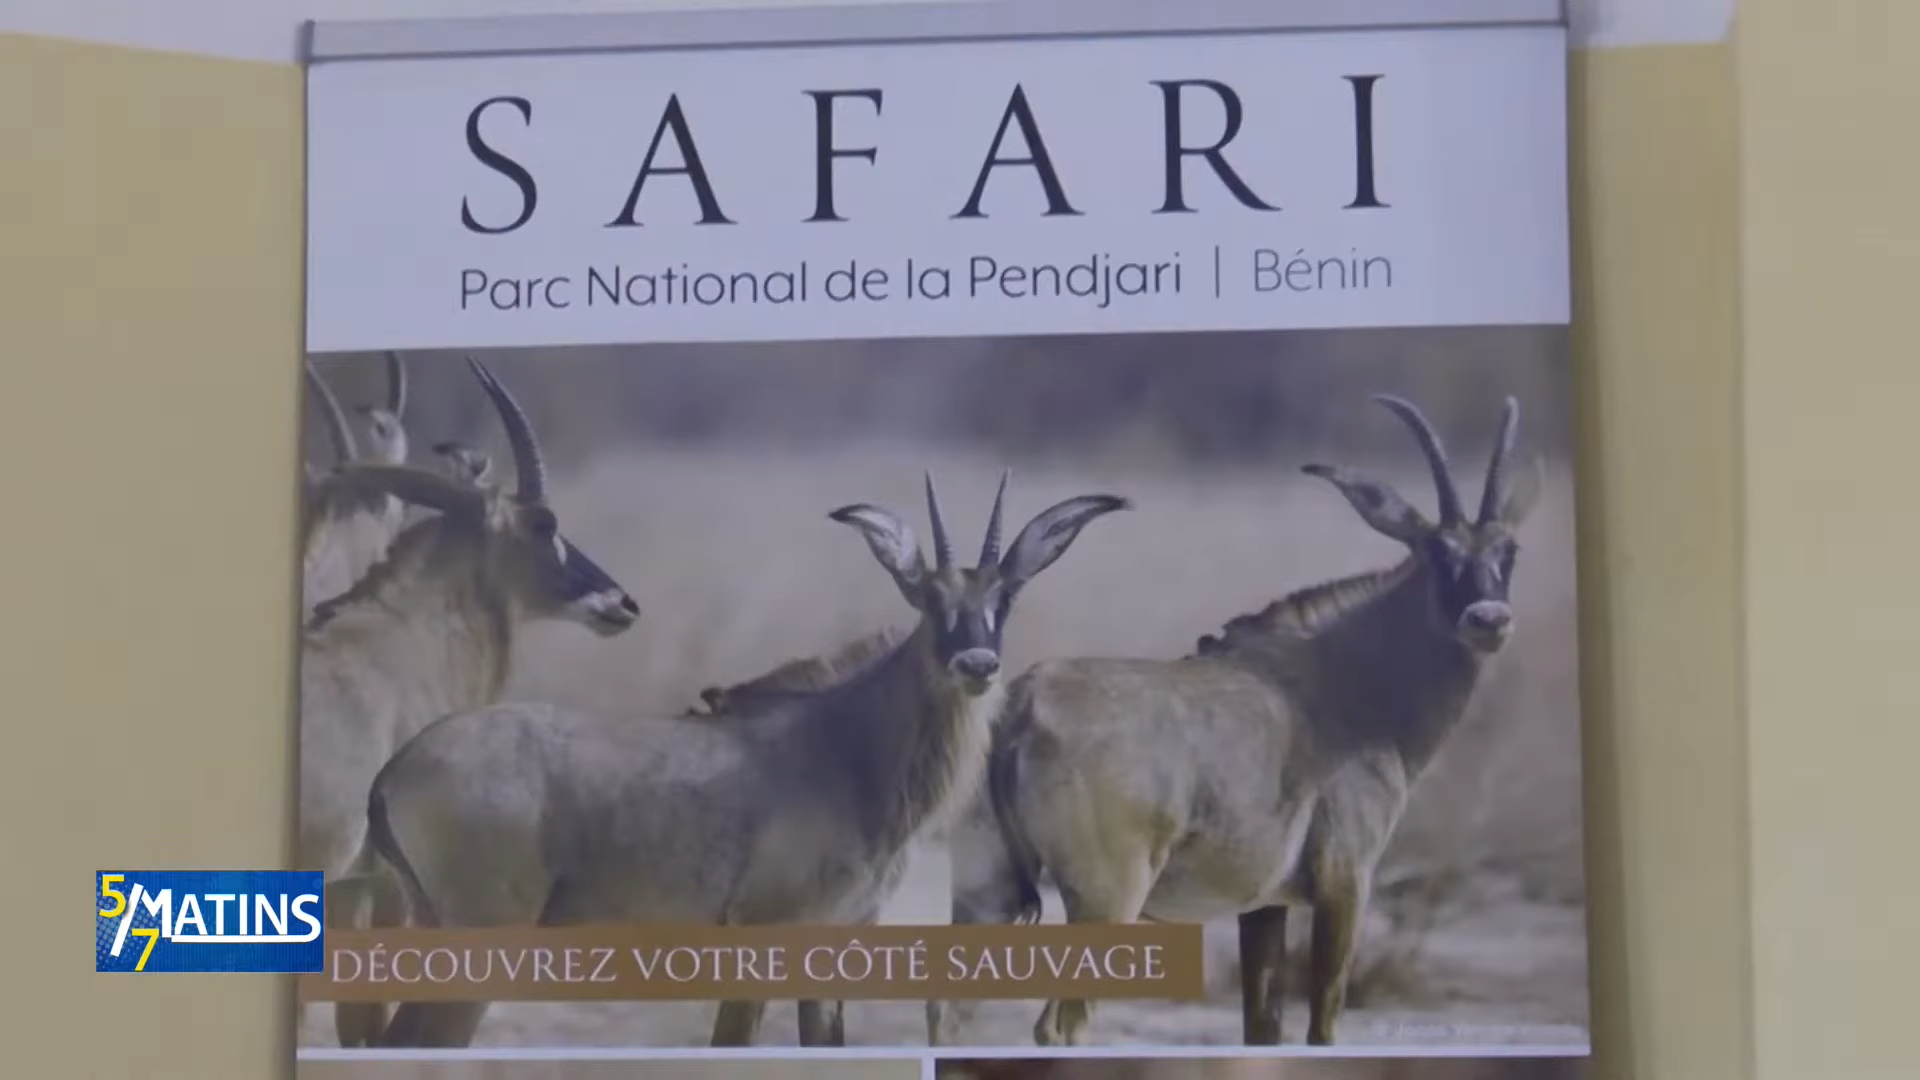 SAFARI
Parc National de la Pendjari | Bénin
5/7 MATINS
DÉCOUVREZ VOTRE CÔTÉ SAUVAGE